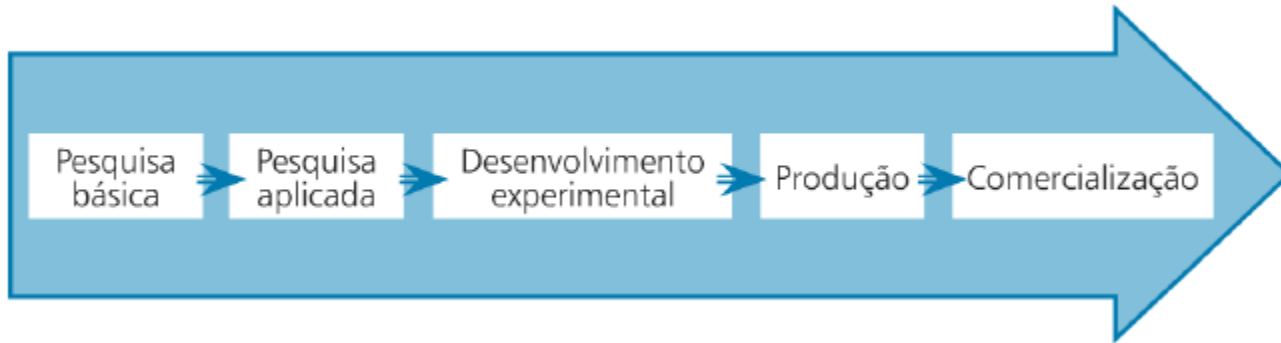 Pesquisa
básica
Pesquisa
aplicada
Desenvolvimento
experimental
Produção
Comercialização